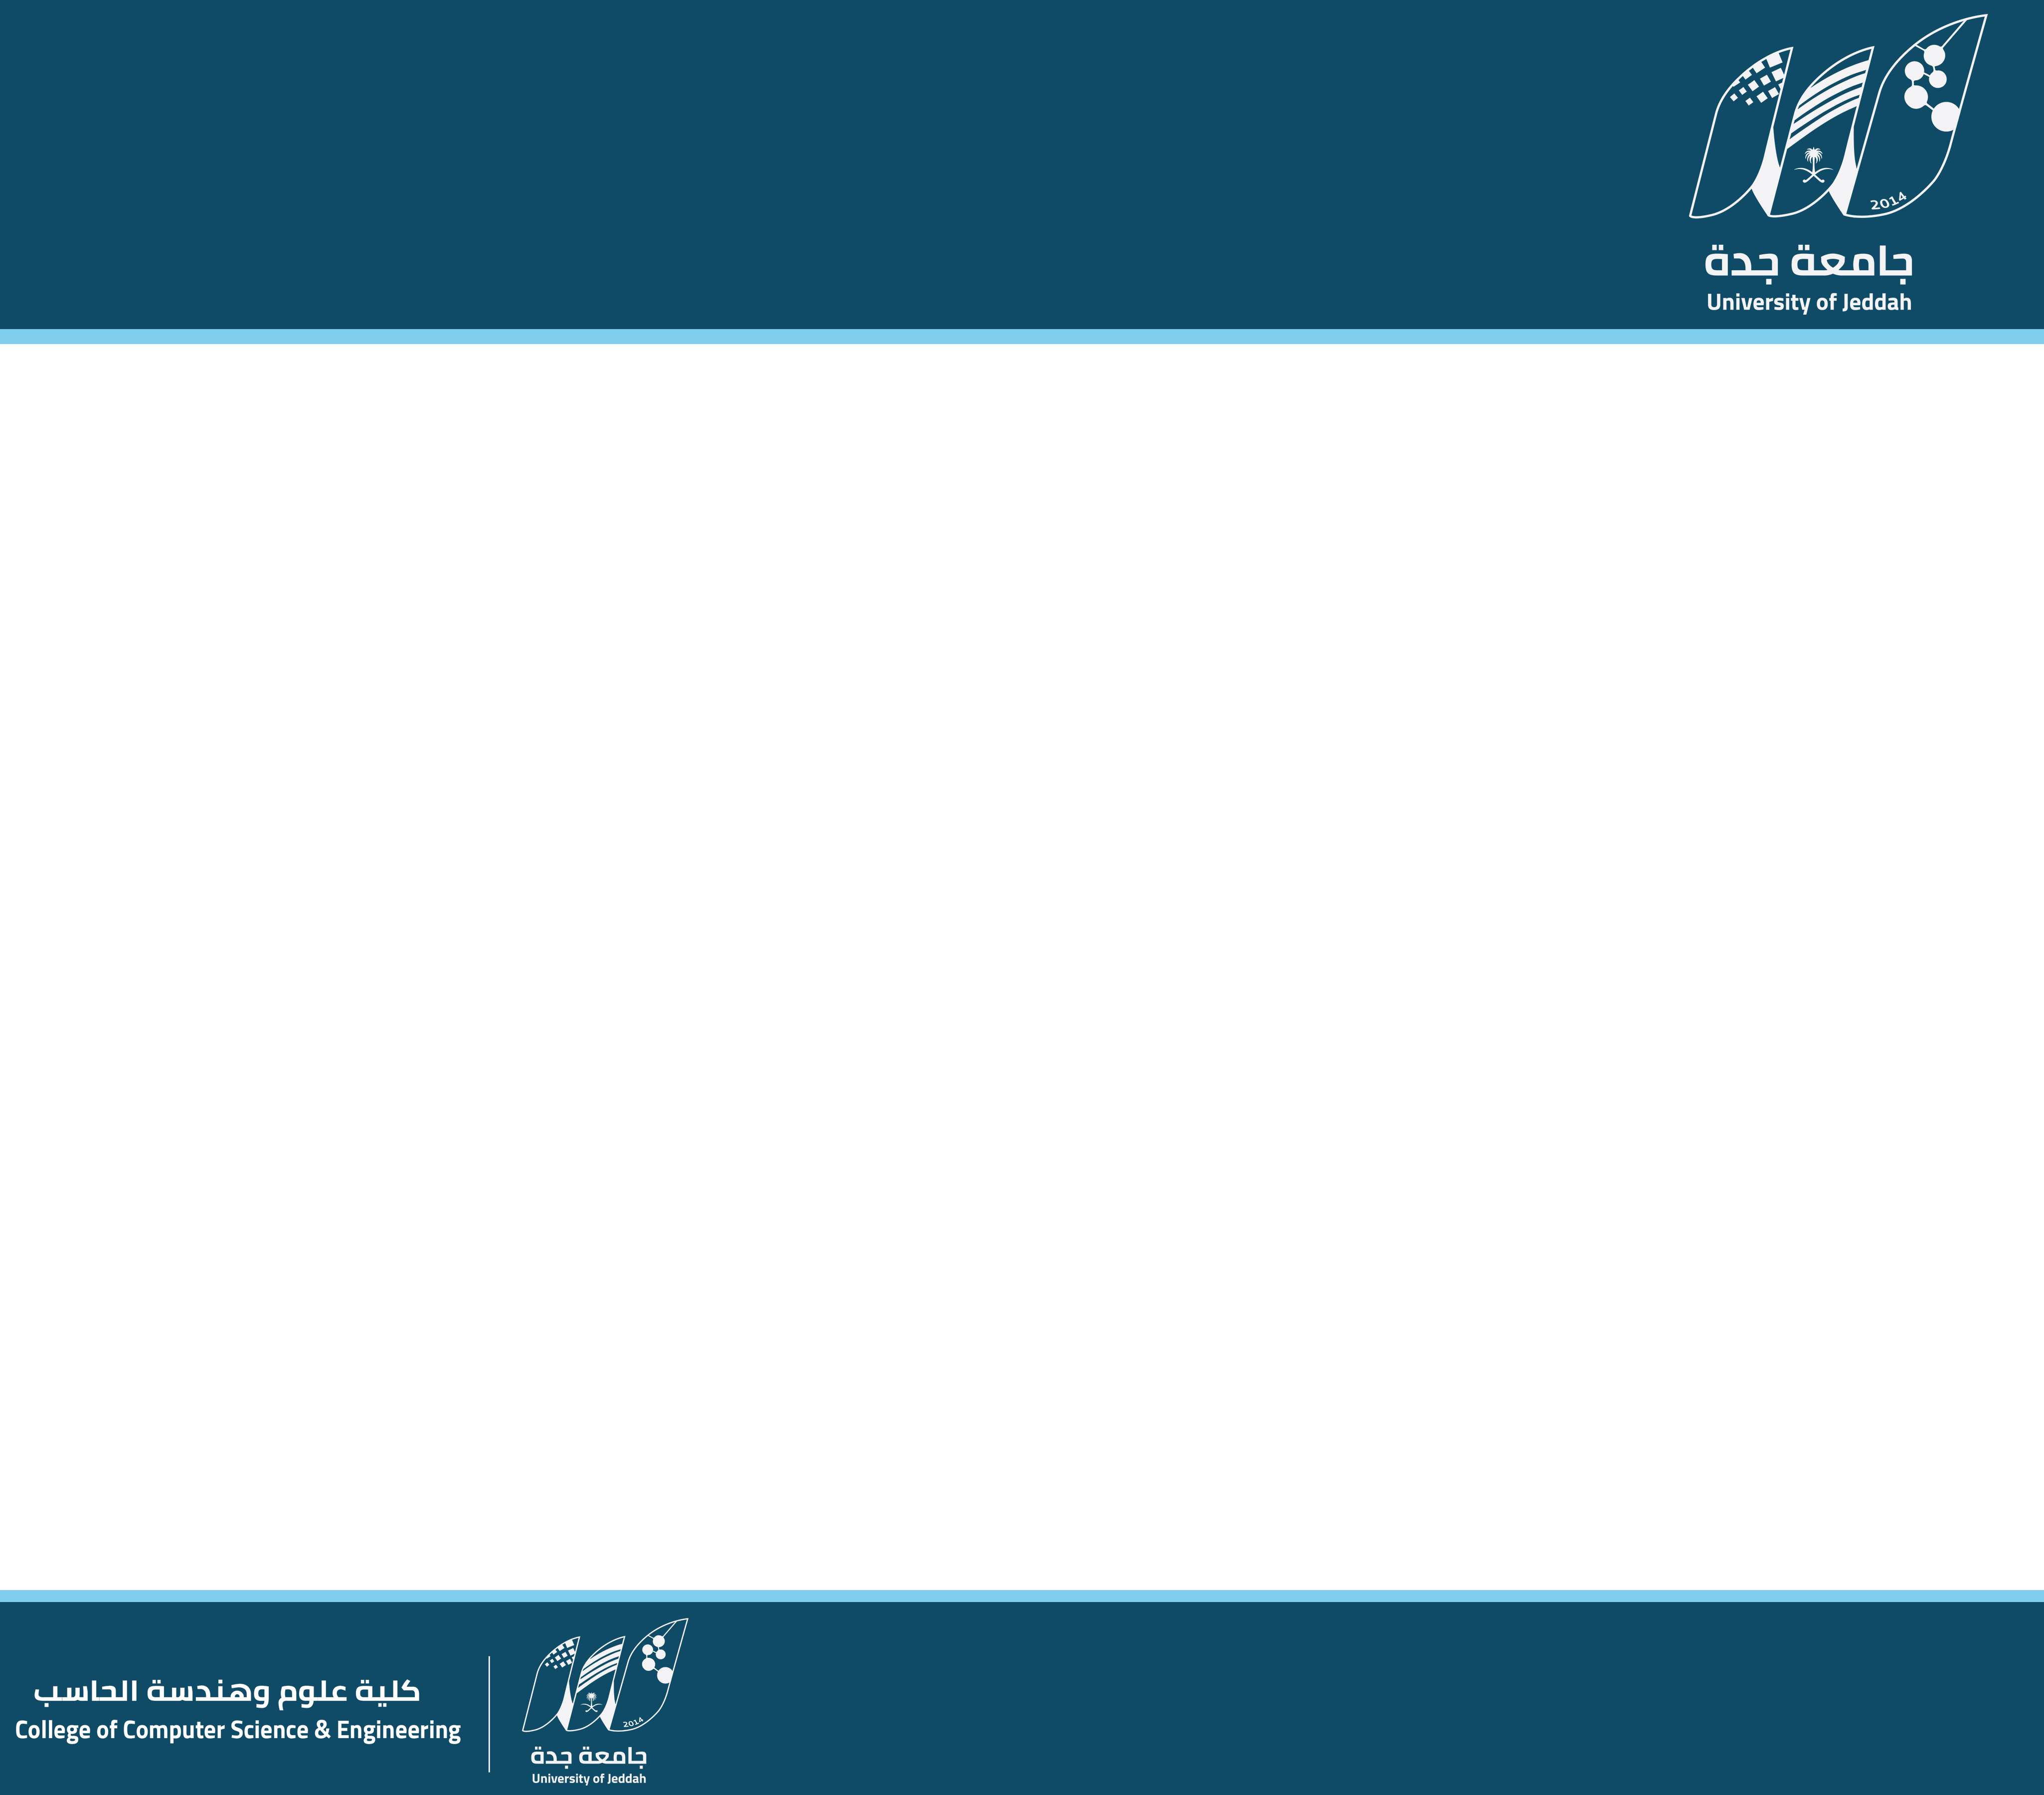 2014
جامعة جدة
University of Jeddah
كلية علوم وهندسة الحاسب
College of Computer Science & Engineering
2014
جامعة جدة
University of Jeddah